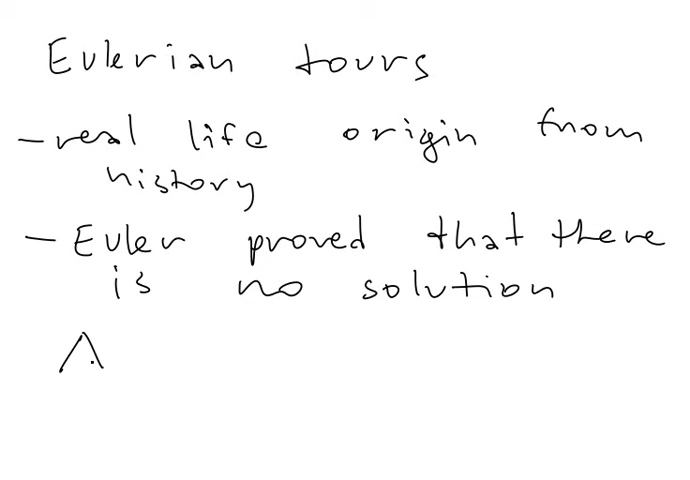 Eulerian tours
- real life origin from
history
- Euler proved that there
is no solution